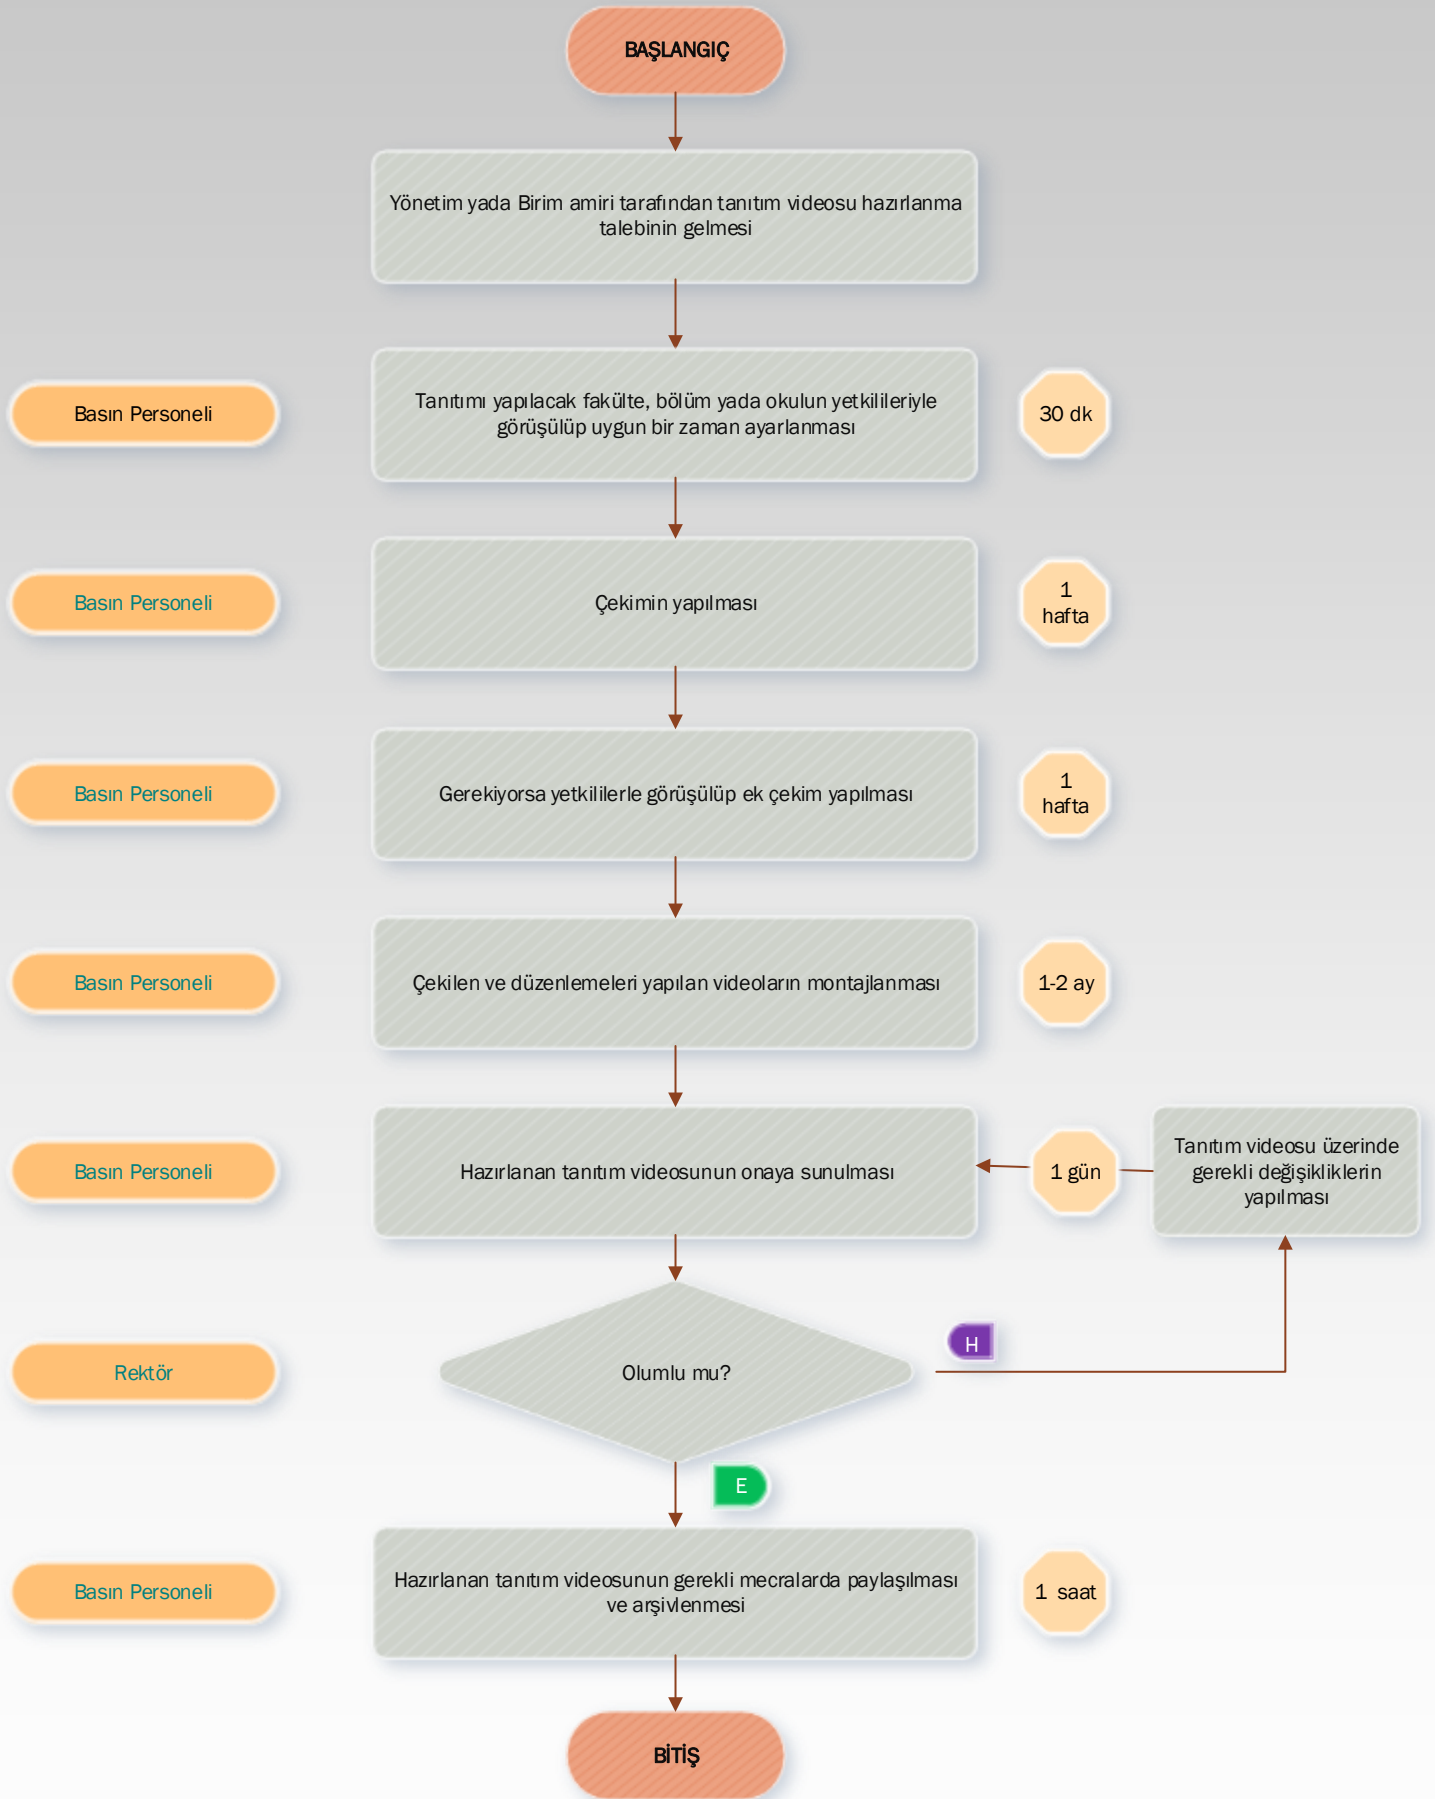 BAŞLANGIÇ
Yönetim yada Birim amiri tarafından tanıtım videosu hazırlanma
talebinin gelmesi
Basın Personeli
Tanıtımı yapılacak fakülte, bölüm yada okulun yetkilileriyle
görüşülüp uygun bir zaman ayarlanması
30 dk
Basın Personeli
Çekimin yapılması
1
hafta
Basın Personeli
Gerekiyorsa yetkililerle görüşülüp ek çekim yapılması
1
hafta
Basın Personeli
Çekilen ve düzenlemeleri yapılan videoların montajlanması
1-2 ay
Basın Personeli
Hazırlanan tanıtım videosunun onaya sunulması
1 gün
Tanıtım videosu üzerinde
gerekli değişikliklerin
yapılması
Rektör
Olumlu mu?
H
E
Basın Personeli
Hazırlanan tanıtım videosunun gerekli mecralarda paylaşılması
ve arşivlenmesi
1 saat
BİTİŞ